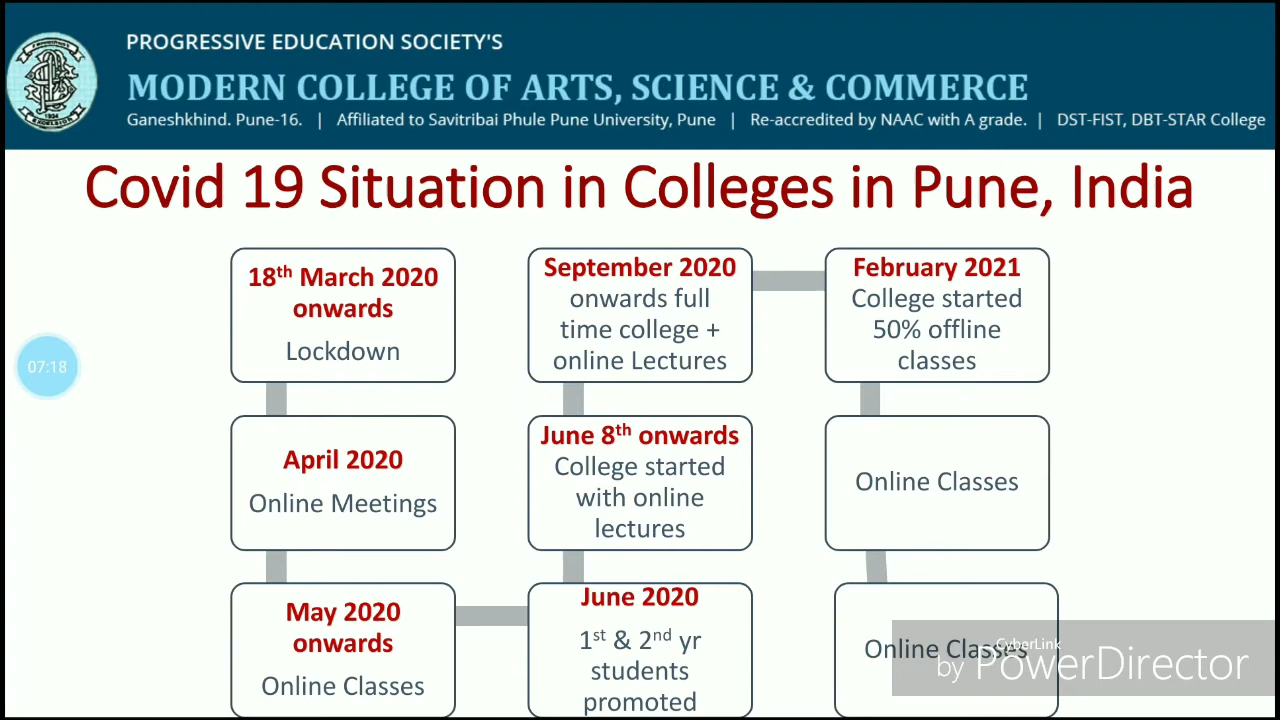 PROGRESSIVE EDUCATION SOCIETY'S
MODERN COLLEGE OF ARTS, SCIENCE & COMMERCE
Ganeshkhind. Pune-16. | Affiliated to Savitribai Phule Pune University, Pune | Re-accredited by NAAC with A grade. | DST-FIST, DBT-STAR College
1934
Covid 19 Situation in Colleges in Pune, India
07:18
18th March 2020
onwards
Lockdown
April 2020
Online Meetings
May 2020
onwards
Online Classes
June 2020
1st & 2nd yr
students
promoted
June 8th onwards
College started
with online
lectures
September 2020
onwards full
time college +
online Lectures
February 2021
College started
50% offline
classes
Online Classes
Online Classes
CyberLink
by PowerDirector